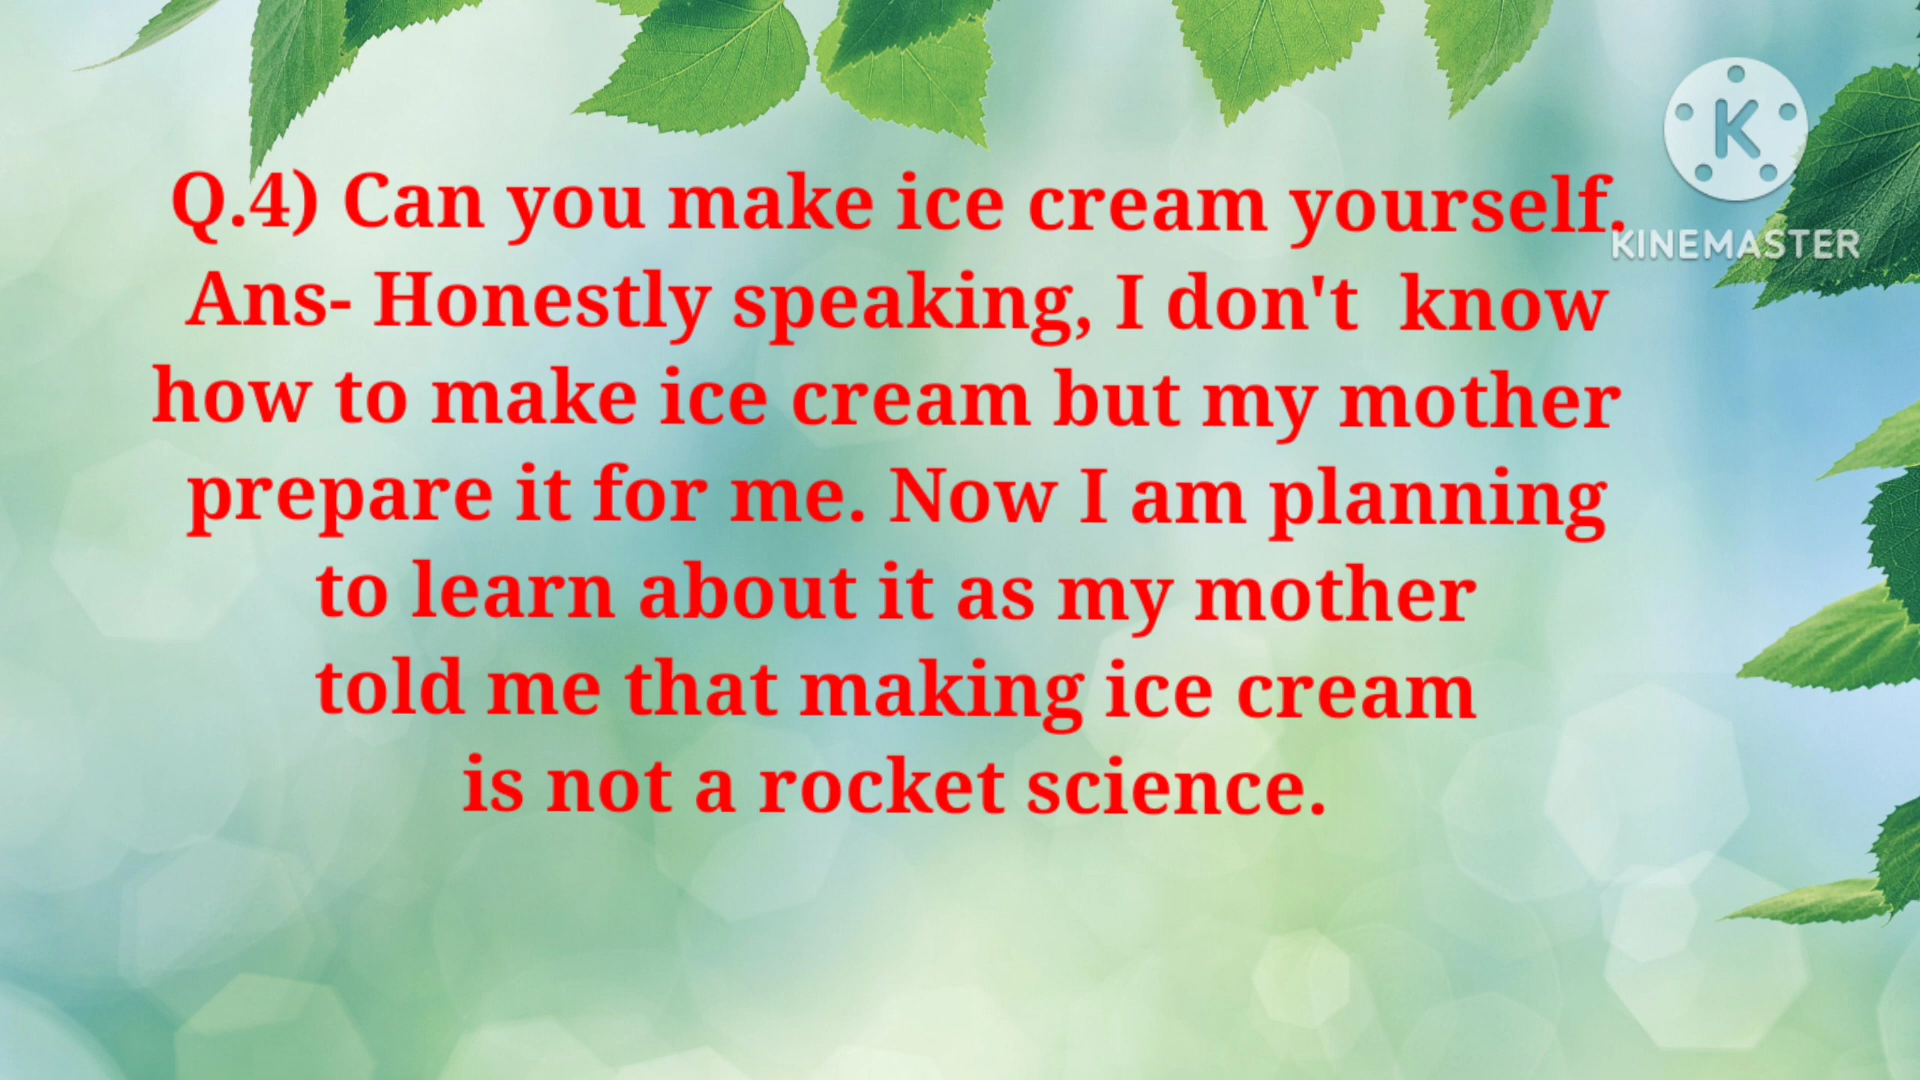 Q.4) Can you make ice cream yourself.
Ans- Honestly speaking, I don't  know
how to make ice cream but my mother
prepare it for me. Now I am planning
to learn about it as my mother
told me that making ice cream
is not a rocket science.
K
KINEMASTER